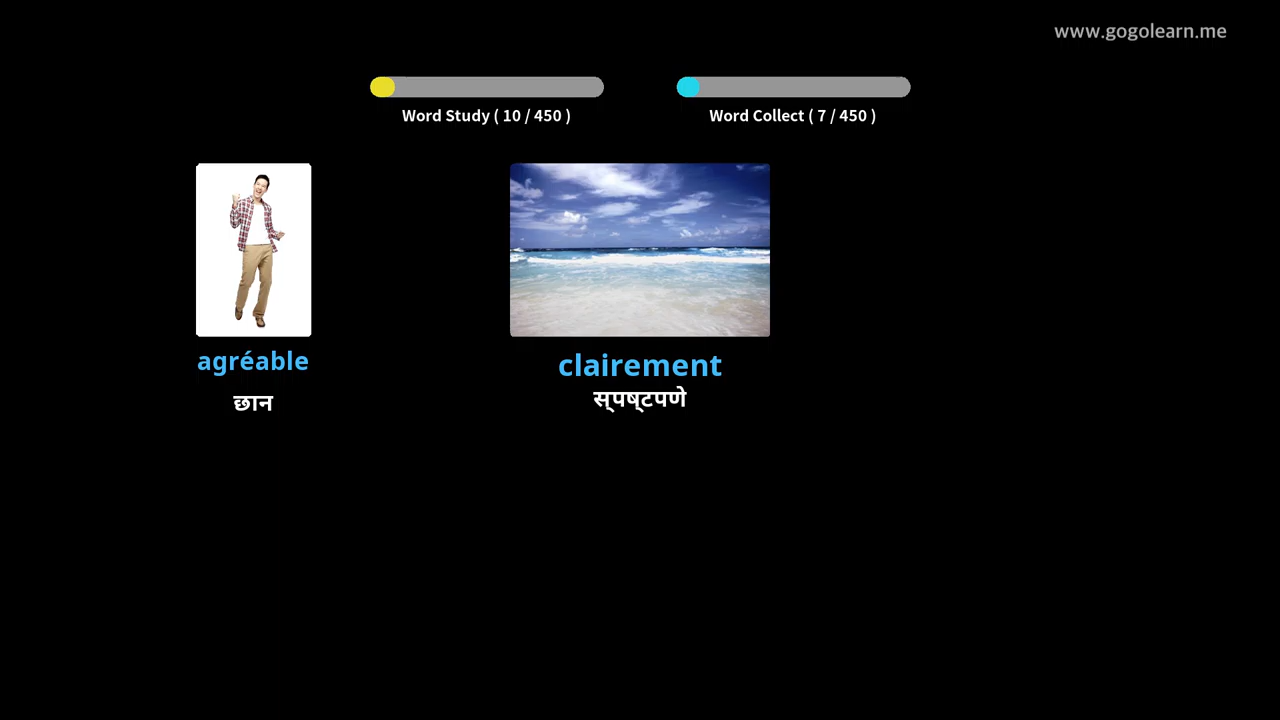 www.gogolearn.me
Word Study ( 10 / 450 )
Word Collect ( 7 / 450 )
agréable
छान
clairement
स्पष्टपणे